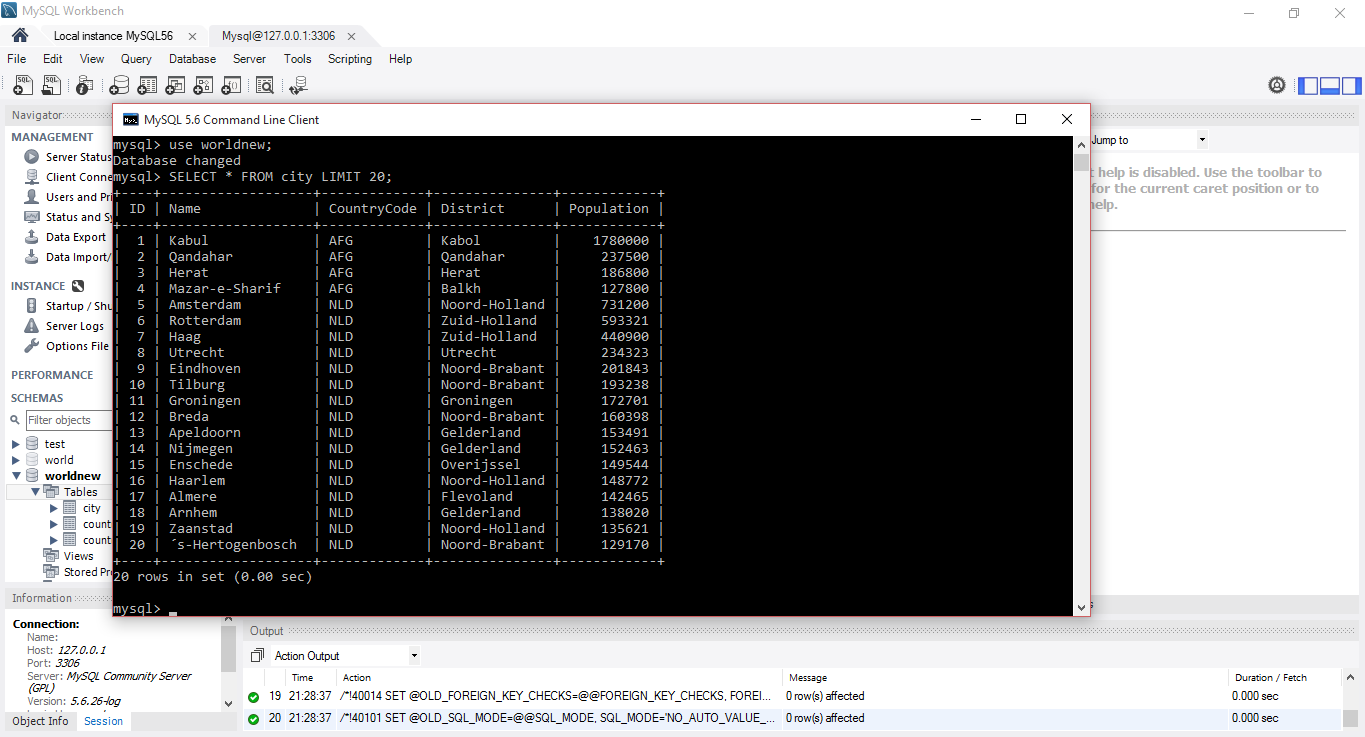 MySQL Workbench
Local instance MySQL56
Mysql@127.0.0.1:3306
File Edit View Query Database Server Tools Scripting Help
Navigator
MANAGEMENT
Server Status
Client Conne
Users and Pri
Status and Sy
Data Export
Data Import/
INSTANCE
Startup / Shu
Server Logs
Options File
PERFORMANCE
SCHEMAS
Filter objects
test
world
worldnew
Tables
city
count
count
Views
Stored Pr
MySQL 5.6 Command Line Client
mysql> use worldnew;
Database changed
mysql> SELECT * FROM city LIMIT 20;
+----+----------------+-------------+---------------+------------+
| ID | Name | CountryCode | District | Population |
+----+----------------+-------------+---------------+------------+
| 1 | Kabul | AFG | Kabol | 1780000 |
| 2 | Qandahar | AFG | Qandahar | 237500 |
| 3 | Herat | AFG | Herat | 186800 |
| 4 | Mazar-e-Sharif | AFG | Balkh | 127800 |
| 5 | Amsterdam | NLD | Noord-Holland | 731200 |
| 6 | Rotterdam | NLD | Zuid-Holland | 593321 |
| 7 | Haag | NLD | Zuid-Holland | 440900 |
| 8 | Utrecht | NLD | Utrecht | 234323 |
| 9 | Eindhoven | NLD | Noord-Brabant | 201843 |
| 10 | Tilburg | NLD | Noord-Brabant | 193238 |
| 11 | Groningen | NLD | Groningen | 172701 |
| 12 | Breda | NLD | Noord-Brabant | 160398 |
| 13 | Apeldoorn | NLD | Gelderland | 153491 |
| 14 | Nijmegen | NLD | Gelderland | 152463 |
| 15 | Enschede | NLD | Overijssel | 149544 |
| 16 | Haarlem | NLD | Noord-Holland | 148772 |
| 17 | Almere | NLD | Flevoland | 142465 |
| 18 | Arnhem | NLD | Gelderland | 138020 |
| 19 | Zaanstad | NLD | Noord-Holland | 135621 |
| 20 | ´s-Hertogenbosch | NLD | Noord-Brabant | 129170 |
+----+----------------+-------------+---------------+------------+
20 rows in set (0.00 sec)
mysql> _
Jump to
help is disabled. Use the toolbar to
for the current caret position or to
help.
Information
Connection:
Name:
Host: 127.0.0.1
Port: 3306
Server: MySQL Community Server
(GPL)
Version: 5.6.26-log
Object Info Session
Output
Action Output
Time Action Message Duration / Fetch
19 21:28:37 /*!40014 SET @OLD_FOREIGN_KEY_CHECKS=@@FOREIGN_KEY_CHECKS, FOREI... 0 row(s) affected 0.000 sec
20 21:28:37 /*!40101 SET @OLD_SQL_MODE=@@SQL_MODE, SQL_MODE='NO_AUTO_VALUE_... 0 row(s) affected 0.000 sec